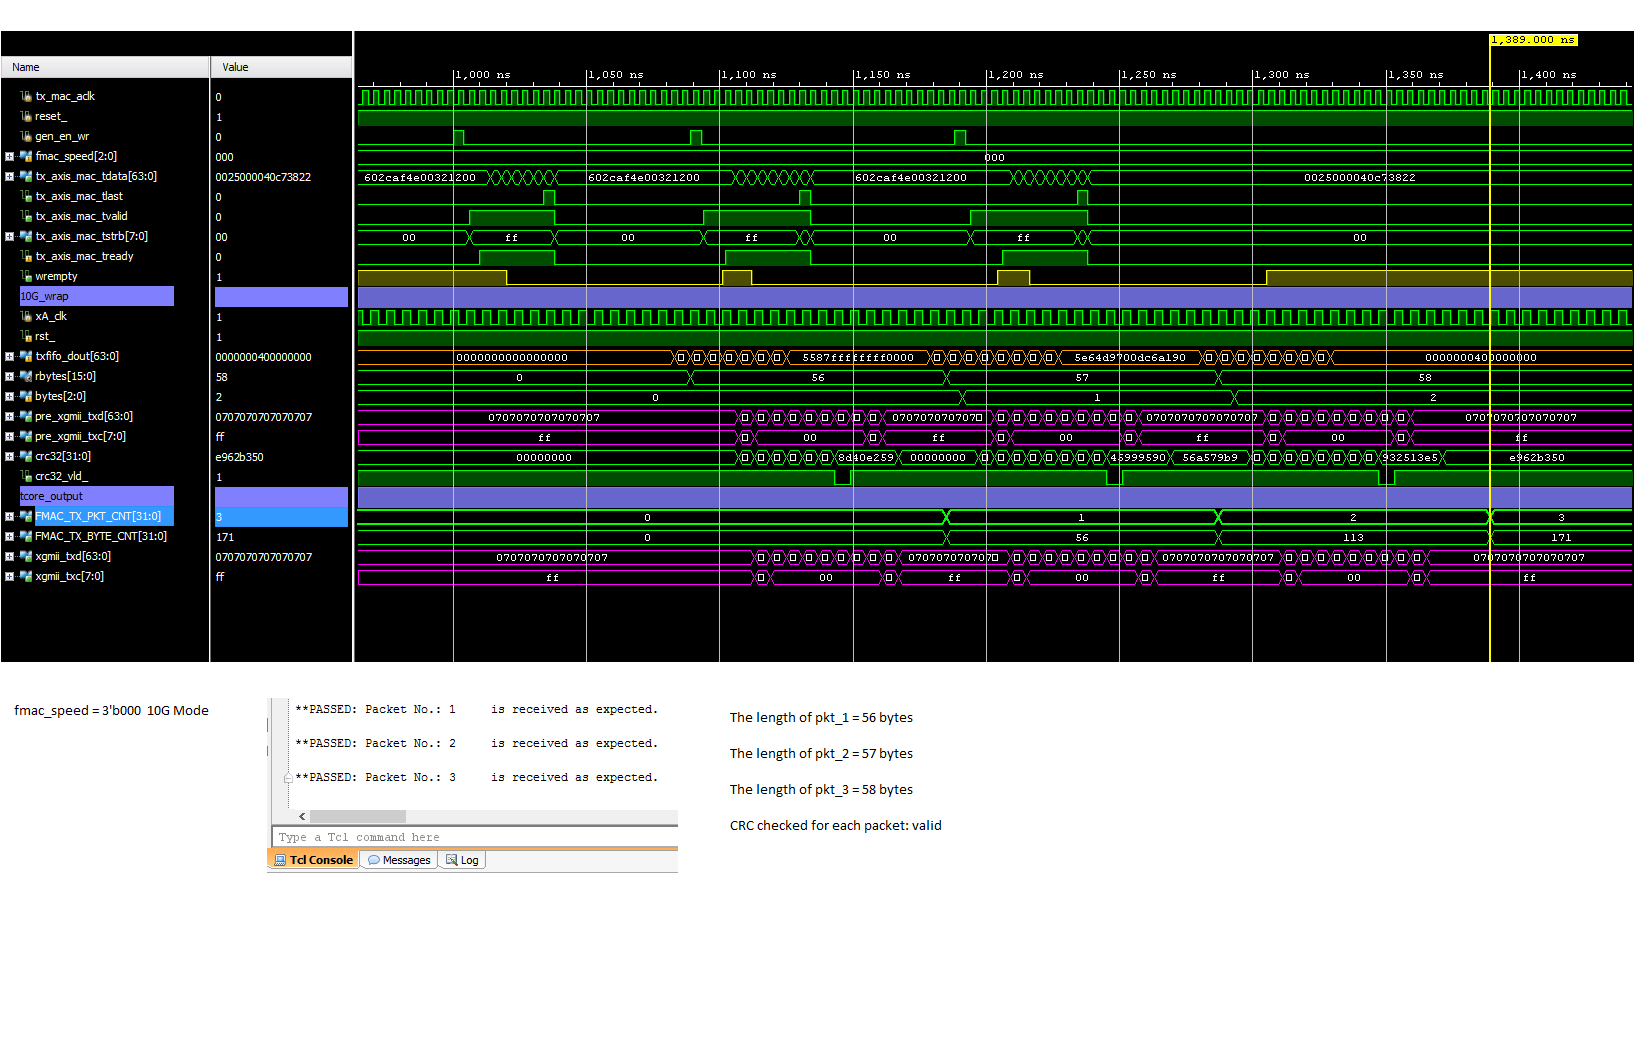 1,389.000 ns
Name Value
1,000 ns 1,050 ns 1,100 ns 1,150 ns 1,200 ns 1,250 ns 1,300 ns 1,350 ns 1,400 ns
tx_mac_aclk 0
reset_ 1
gen_en_wr 0
fmac_speed[2:0] 000 000
tx_axis_mac_tdata[63:0] 0025000040c73822 602caf4e00321200 602caf4e00321200 602caf4e00321200 0025000040c73822
tx_axis_mac_tlast 0
tx_axis_mac_tvalid 0
tx_axis_mac_tstrb[7:0] 00 00 ff 00 ff 00 ff 00
tx_axis_mac_tready 0
wrempty 1
10G_wrap
xA_clk 1
rst_ 1
txfifo_dout[63:0] 0000000400000000 0000000000000000 5587ffffffff0000 5e64d9700dc6a190 0000000400000000
rbytes[15:0] 58 0 56 57 58
bytes[2:0] 2 0 1 2
pre_xgmii_txd[63:0] 0707070707070707 0707070707070707 0707070707070 0707070707070707 0707070707070707
pre_xgmii_txc[7:0] ff ff 00 ff 00 ff 00 ff
crc32[31:0] e962b350 00000000 8d40e259 00000000 45999590 56a579b9 932513e5 e962b350
crc32_vld_ 1
tcore_output
FMAC_TX_PKT_CNT[31:0] 3 0 1 2 3
FMAC_TX_BYTE_CNT[31:0] 171 0 56 113 171
xgmii_txd[63:0] 0707070707070707 0707070707070707 0707070707070 0707070707070707 0707070707070707
xgmii_txc[7:0] ff ff 00 ff 00 ff 00 ff
fmac_speed = 3'b000 10G Mode
**PASSED: Packet No.: 1 is received as expected.
**PASSED: Packet No.: 2 is received as expected.
**PASSED: Packet No.: 3 is received as expected.
Type a Tcl command here
Tcl Console Messages Log
The length of pkt_1 = 56 bytes
The length of pkt_2 = 57 bytes
The length of pkt_3 = 58 bytes
CRC checked for each packet: valid